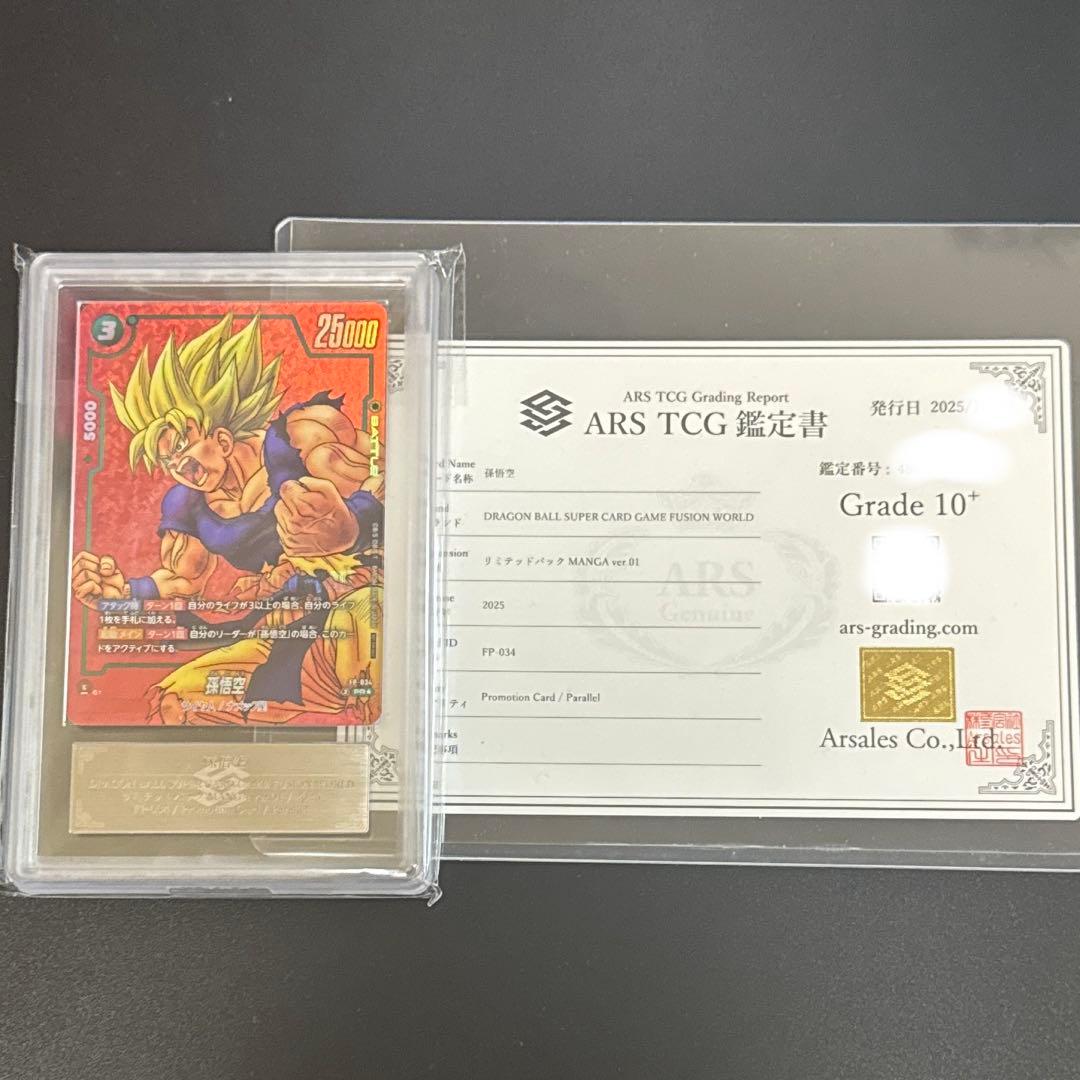 3
25000
5000
BATTLE
アタック時 ターン1回 自分のライフが3以上の場合、自分のライフ
1枚を手札に加える。
起動メイン ターン1回 自分のリーダーが「孫悟空」の場合、このカー
ドをアクティブにする。
FP-034
孫悟空
ARS TCG Grading Report
ARS TCG 鑑定書
発行日 2025/
鑑定番号:
Grade 10+
Name
名称 孫悟空
DRAGON BALL SUPER CARD GAME FUSION WORLD
リミテッドパック MANGA ver.01
2025
ID
FP-034
Promotion Card / Parallel
ARS
Genuine
ars-grading.com
Arsales Co.,Ltd.